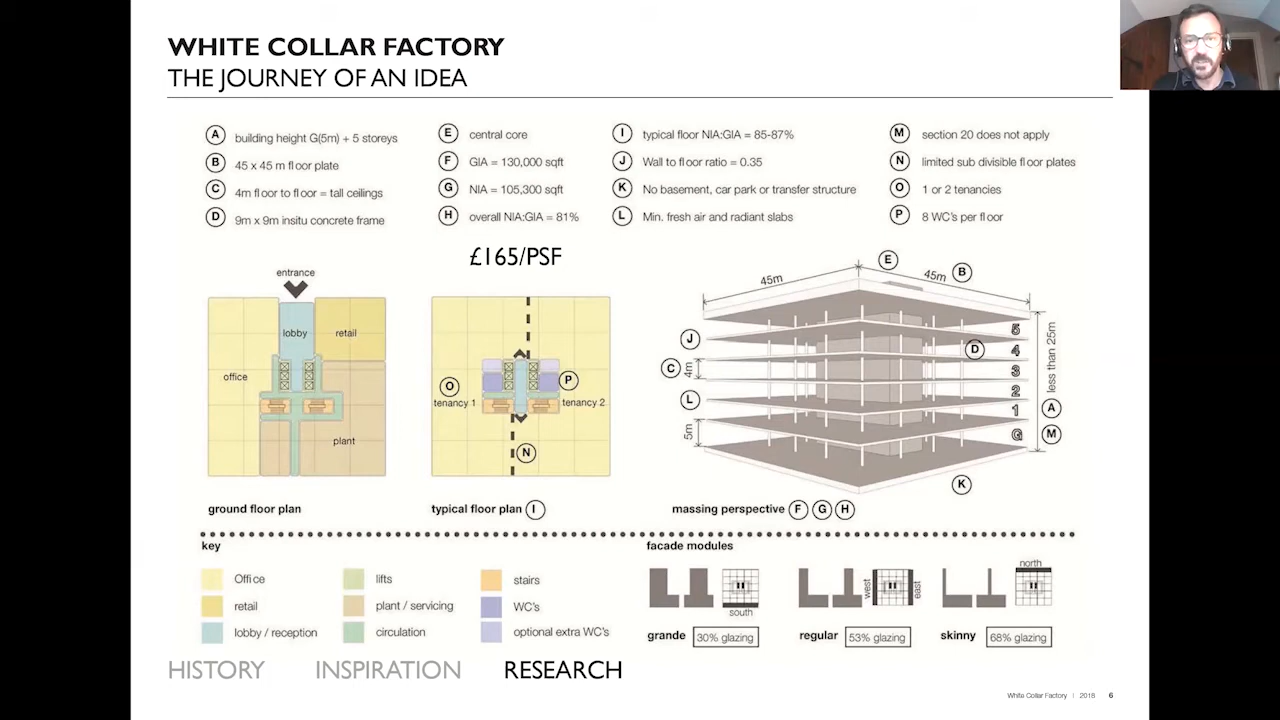 WHITE COLLAR FACTORY
THE JOURNEY OF AN IDEA
A building height G(5m) + 5 storeys
B 45 x 45 m floor plate
C 4m floor to floor = tall ceilings
D 9m x 9m insitu concrete frame
E central core
F GIA = 130,000 sqft
G NIA = 105,300 sqft
H overall NIA:GIA = 81%
I typical floor NIA:GIA = 85-87%
J Wall to floor ratio = 0.35
K No basement, car park or transfer structure
L Min. fresh air and radiant slabs
M section 20 does not apply
N limited sub divisible floor plates
O 1 or 2 tenancies
P 8 WC's per floor
£165/PSF
entrance
lobby
retail
office
plant
ground floor plan
O
tenancy 1
P
tenancy 2
N
typical floor plan I
E
45m
45m
B
J
C
4m
L
5m
D
5
4
3
2
1
G
less than 25m
A
M
K
massing perspective F G H
key
Office
retail
lobby / reception
lifts
plant / servicing
circulation
stairs
WC's
optional extra WC's
facade modules
south
grande 30% glazing
west
east
regular 53% glazing
north
skinny 68% glazing
HISTORY INSPIRATION RESEARCH
White Collar Factory | 2018 6